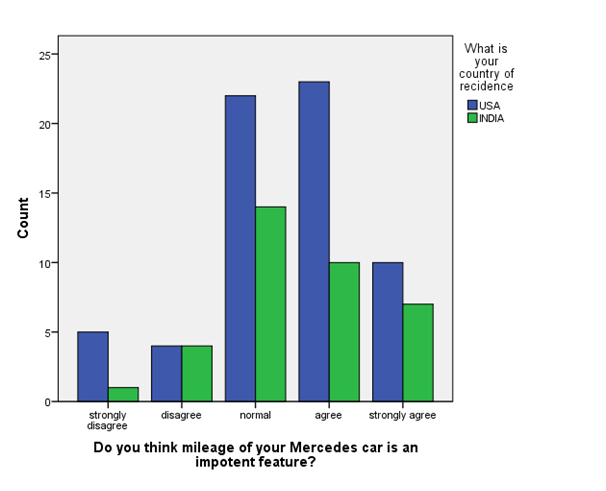 What is
your
country of
recidence
USA
INDIA
Count
25
20
15
10
5
0
strongly
disagree
disagree
normal
agree
strongly agree
Do you think mileage of your Mercedes car is an
impotent feature?